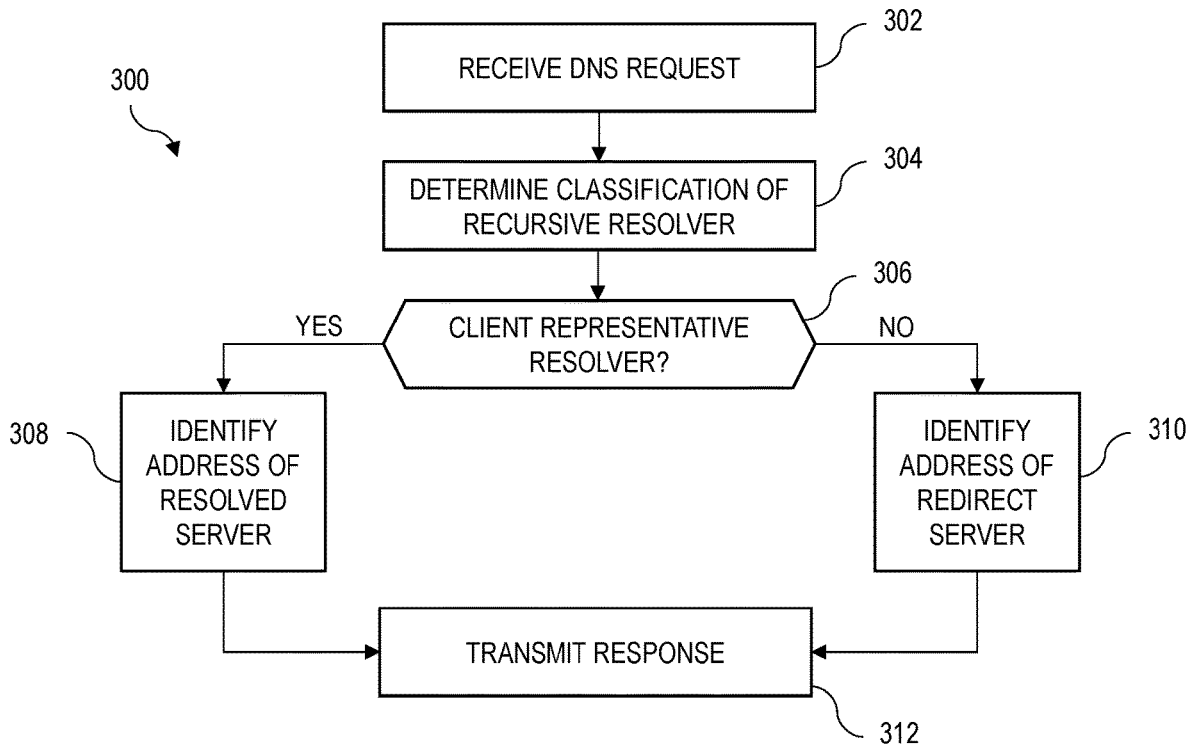 302
RECEIVE DNS REQUEST
300
304
DETERMINE CLASSIFICATION OF
RECURSIVE RESOLVER
306
YES
CLIENT REPRESENTATIVE
RESOLVER?
NO
308
IDENTIFY
ADDRESS OF
RESOLVED
SERVER
IDENTIFY
ADDRESS OF
REDIRECT
SERVER
310
TRANSMIT RESPONSE
312